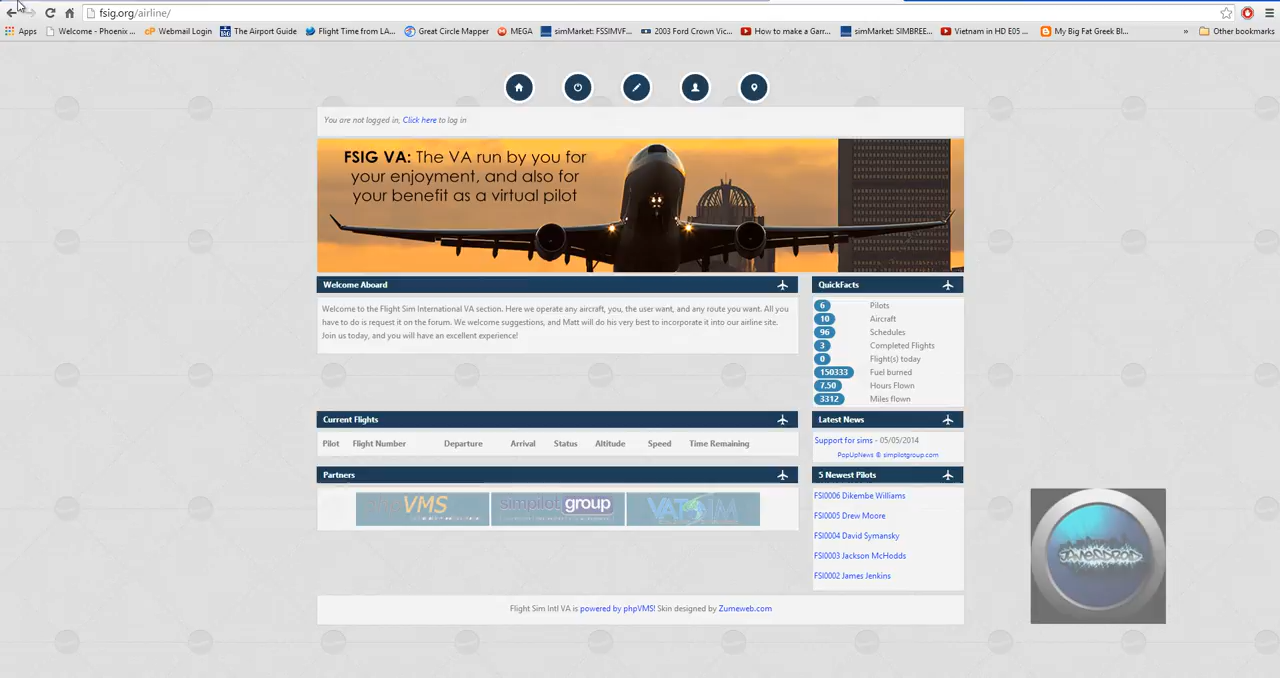 fsig.org/airline/
Apps Welcome - Phoenix ... Webmail Login The Airport Guide Flight Time from LA... Great Circle Mapper MEGA simMarket: FSSIMVF... 2003 Ford Crown Vic... How to make a Garr... simMarket: SIMBREE... Vietnam in HD E05 ... My Big Fat Greek Bl... » Other bookmarks
You are not logged in, Click here to log in
FSIG VA: The VA run by you for
your enjoyment, and also for
your benefit as a virtual pilot
Welcome Aboard
Welcome to the Flight Sim International VA section. Here we operate any aircraft, you, the user want, and any route you want. All you
have to do is request it on the forum. We welcome suggestions, and Matt will do his very best to incorporate it into our airline site.
Join us today, and you will have an excellent experience!
QuickFacts
6 Pilots
10 Aircraft
96 Schedules
3 Completed Flights
0 Flight(s) today
150333 Fuel burned
7.50 Hours Flown
3312 Miles flown
Current Flights
Pilot Flight Number Departure Arrival Status Altitude Speed Time Remaining
Latest News
Support for sims - 05/05/2014
PopUpNews © simpilotgroup.com
Partners
VMS simpilotgroup VATSIM
5 Newest Pilots
FSI0006 Dikembe Williams
FSI0005 Drew Moore
FSI0004 David Symansky
FSI0003 Jackson McHodds
FSI0002 James Jenkins
JAMESDROID
Flight Sim Intl VA is powered by phpVMS! Skin designed by Zumeweb.com